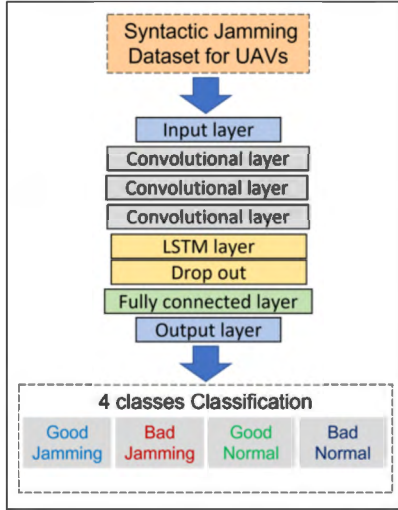 Syntactic Jamming
Dataset for UAVs
Input layer
Convolutional layer
Convolutional layer
Convolutional layer
LSTM layer
Drop out
Fully connected layer
Output layer
4 classes Classification
Good Jamming
Bad Jamming
Good Normal
Bad Normal